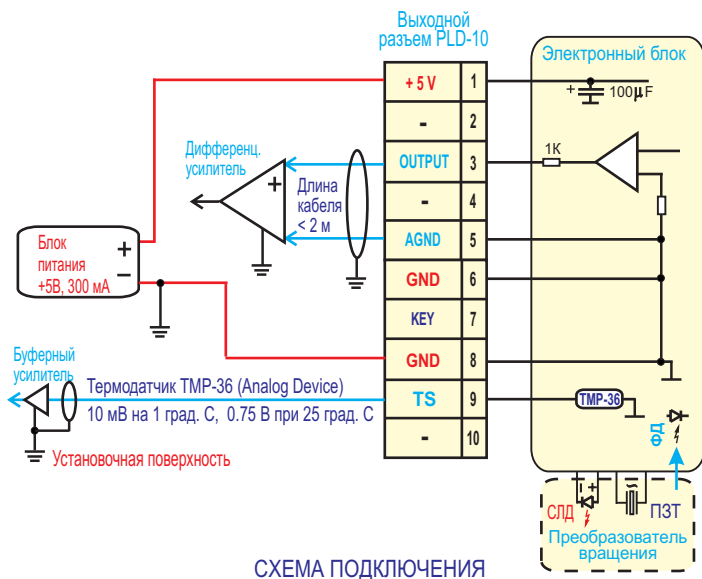 Выходной
разъем PLD-10
Электронный блок
+ 5 V
1
+
100μF
-
2
Дифференц.
усилитель
+
OUTPUT
3
1K
Длина
кабеля
< 2 м
-
4
AGND
5
Блок
питания
+5В, 300 мА
+
−
GND
6
KEY
7
GND
8
Буферный
усилитель
Термодатчик TMP-36 (Analog Device)
10 мВ на 1 град. С, 0.75 В при 25 град. С
TS
9
TMP-36
ФД
-
10
Установочная поверхность
− +
≈
СЛД
ПЗТ
Преобразователь
вращения
СХЕМА ПОДКЛЮЧЕНИЯ